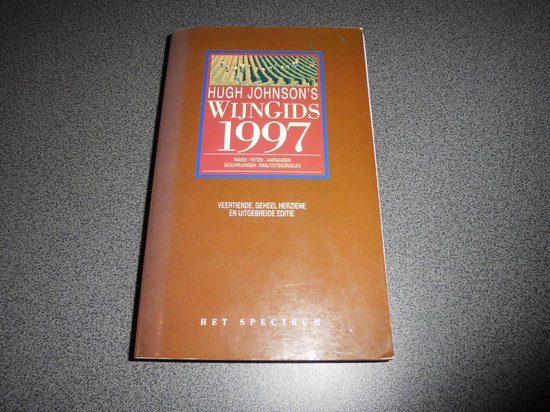 HUGH JOHNSON'S
WIJNGIDS
1997
NAMEN · FEITEN · JAARGANGEN
BESCHRIJVINGEN · KWALITEITSOORDELEN
VEERTIENDE, GEHEEL HERZIENE
EN UITGEBREIDE EDITIE
HET SPECTRUM